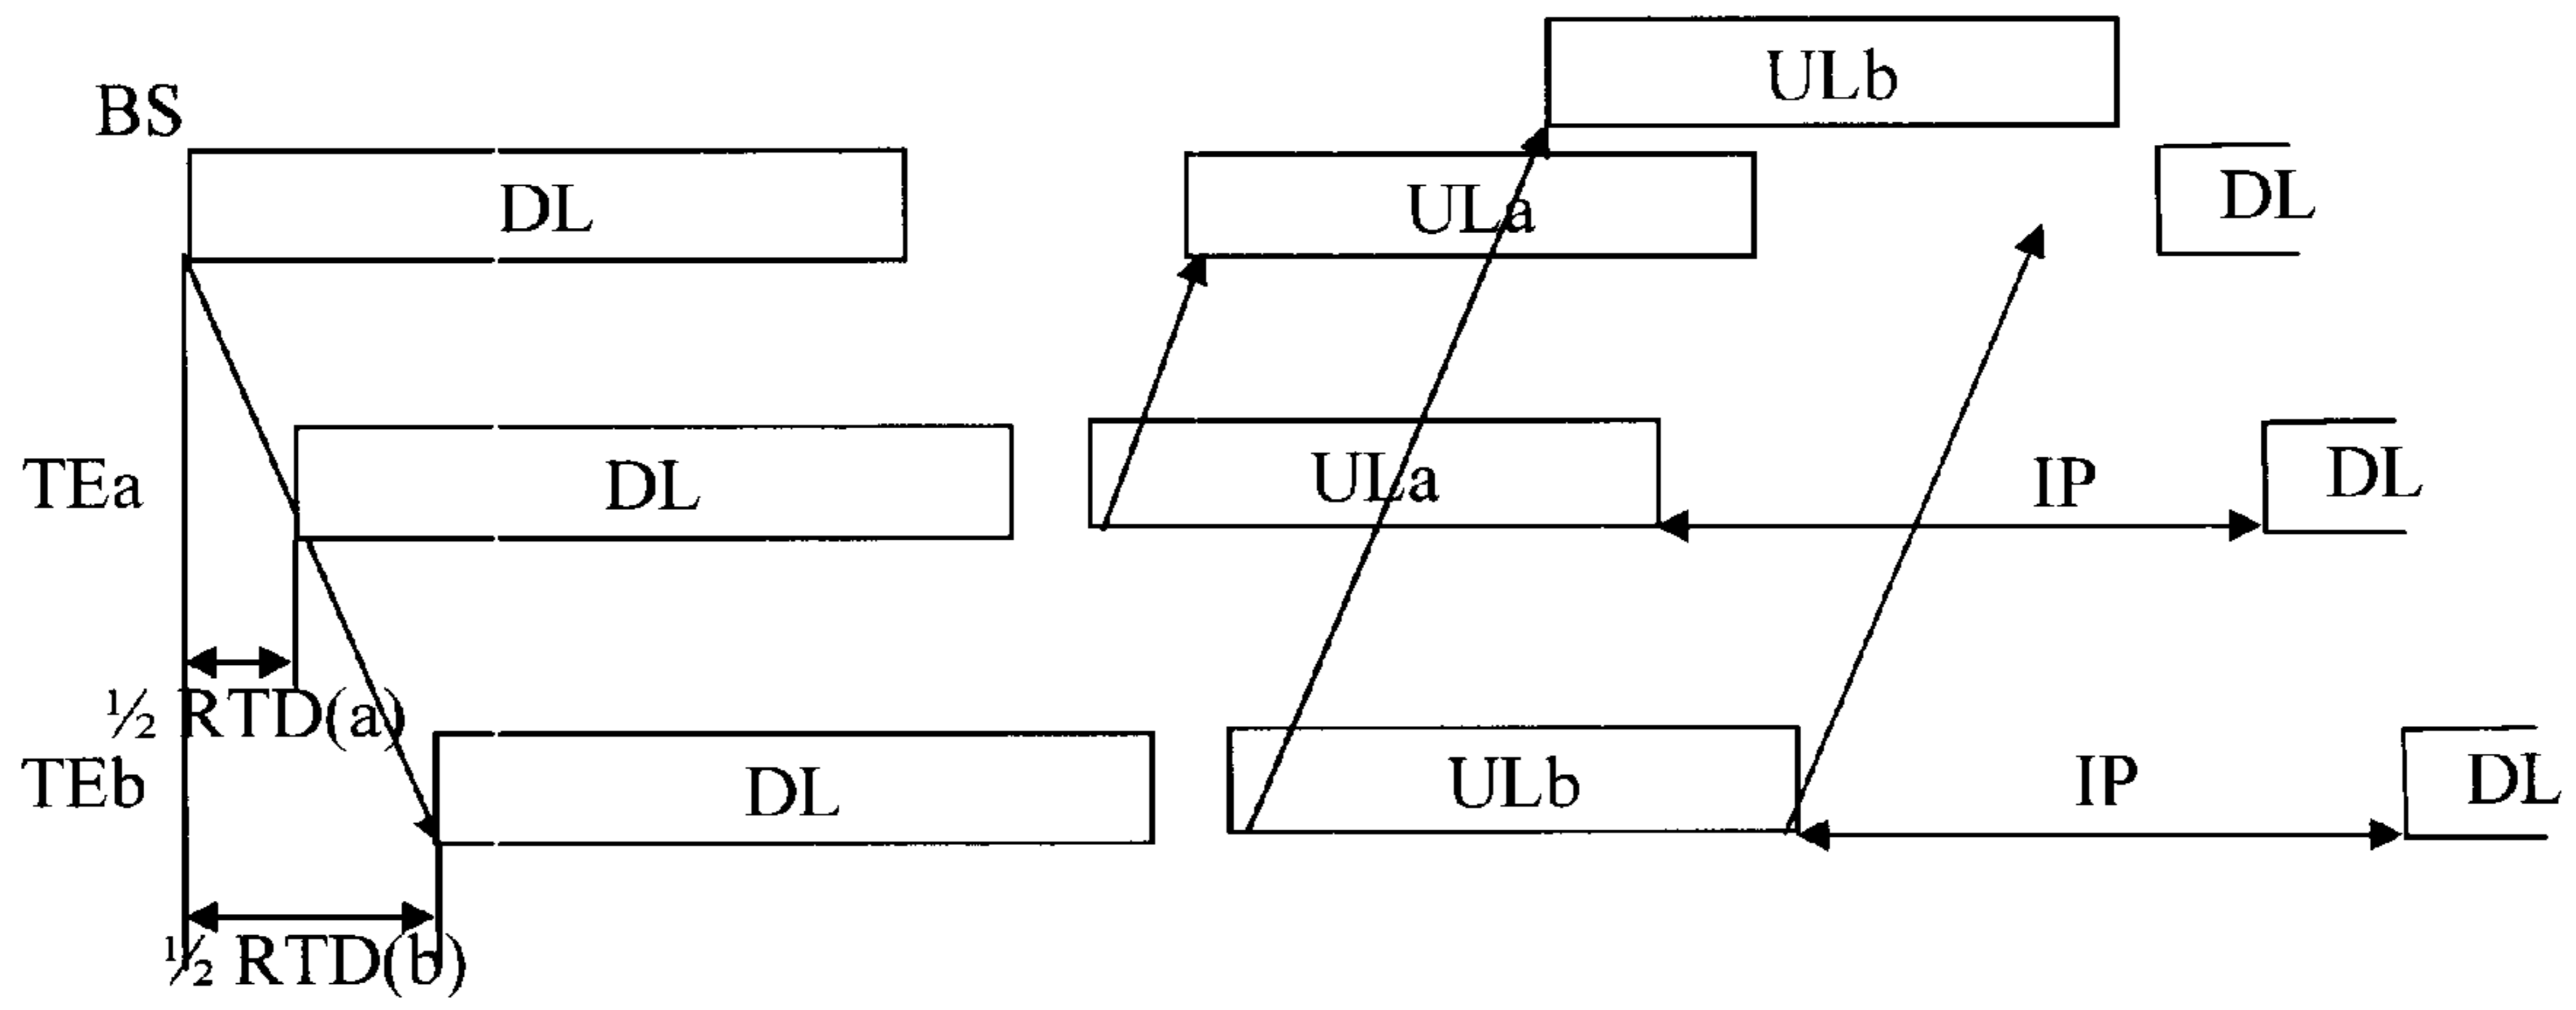 ULb
BS
DL ULa DL
TEa DL ULa IP DL
½ RTD(a)
TEb DL ULb IP DL
½ RTD(b)